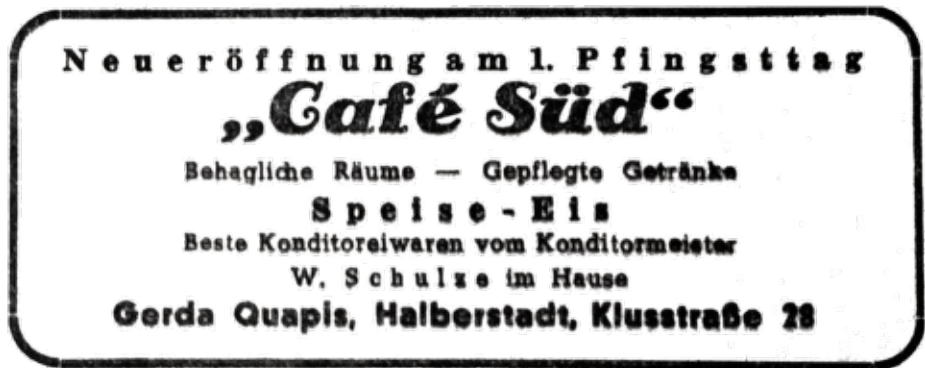 Neueröffnung am 1. Pfingsttag
„Café Süd“
Behagliche Räume — Gepflegte Getränke
Speise-Eis
Beste Konditoreiwaren vom Konditormeister
W. Schulze im Hause
Gerda Quapis, Halberstadt, Klusstraße 28